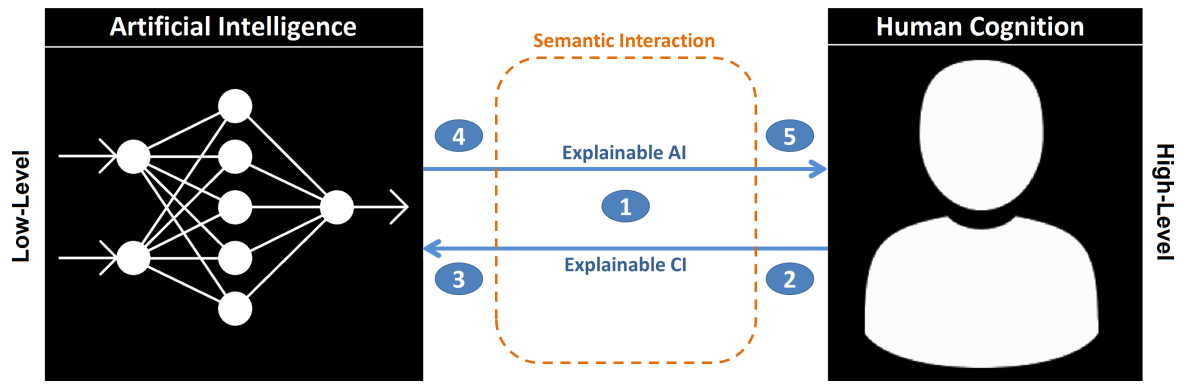 Artificial Intelligence
Semantic Interaction
Human Cognition
Low-Level
4
Explainable AI
5
1
Explainable CI
3
2
High-Level